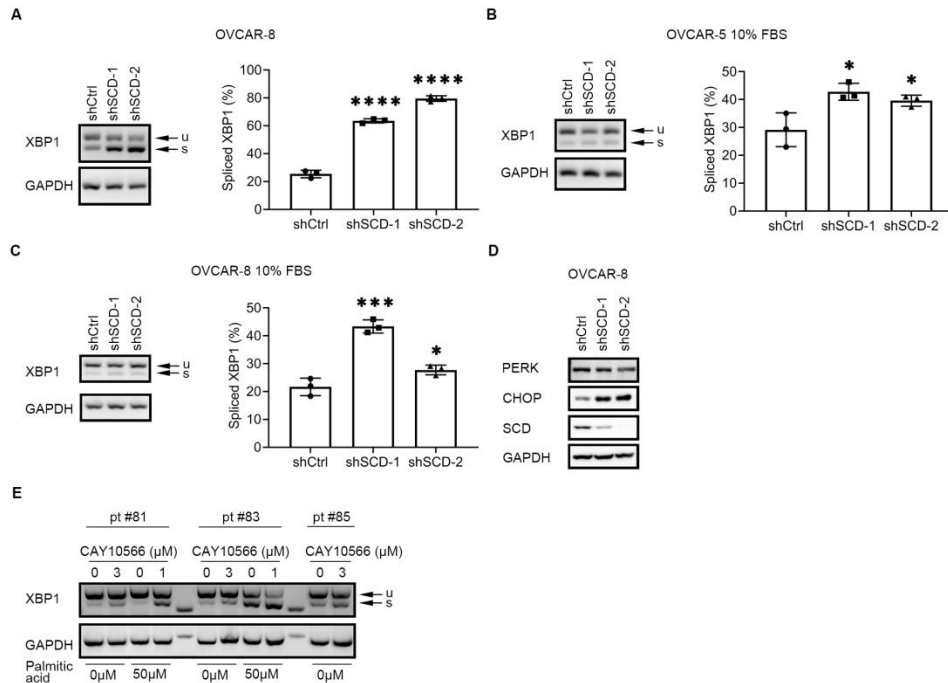 A
OVCAR-8
shCtrl
shSCD-1
shSCD-2
XBP1
u
s
GAPDH
Spliced XBP1 (%)
100
80
60
40
20
0
****
****
shCtrl shSCD-1 shSCD-2
B
OVCAR-5 10% FBS
shCtrl
shSCD-1
shSCD-2
XBP1
u
s
GAPDH
Spliced XBP1 (%)
60
40
20
0
*
*
shCtrl shSCD-1 shSCD-2
C
OVCAR-8 10% FBS
shCtrl
shSCD-1
shSCD-2
XBP1
u
s
GAPDH
Spliced XBP1 (%)
50
40
30
20
10
0
***
*
shCtrl shSCD-1 shSCD-2
D
OVCAR-8
shCtrl
shSCD-1
shSCD-2
PERK
CHOP
SCD
GAPDH
E
pt #81 pt #83 pt #85
CAY10566 (µM) CAY10566 (µM) CAY10566 (µM)
0 3 0 1 0 3 0 1 0 3
XBP1
u
s
GAPDH
Palmitic
acid
0µM 50µM 0µM 50µM 0µM